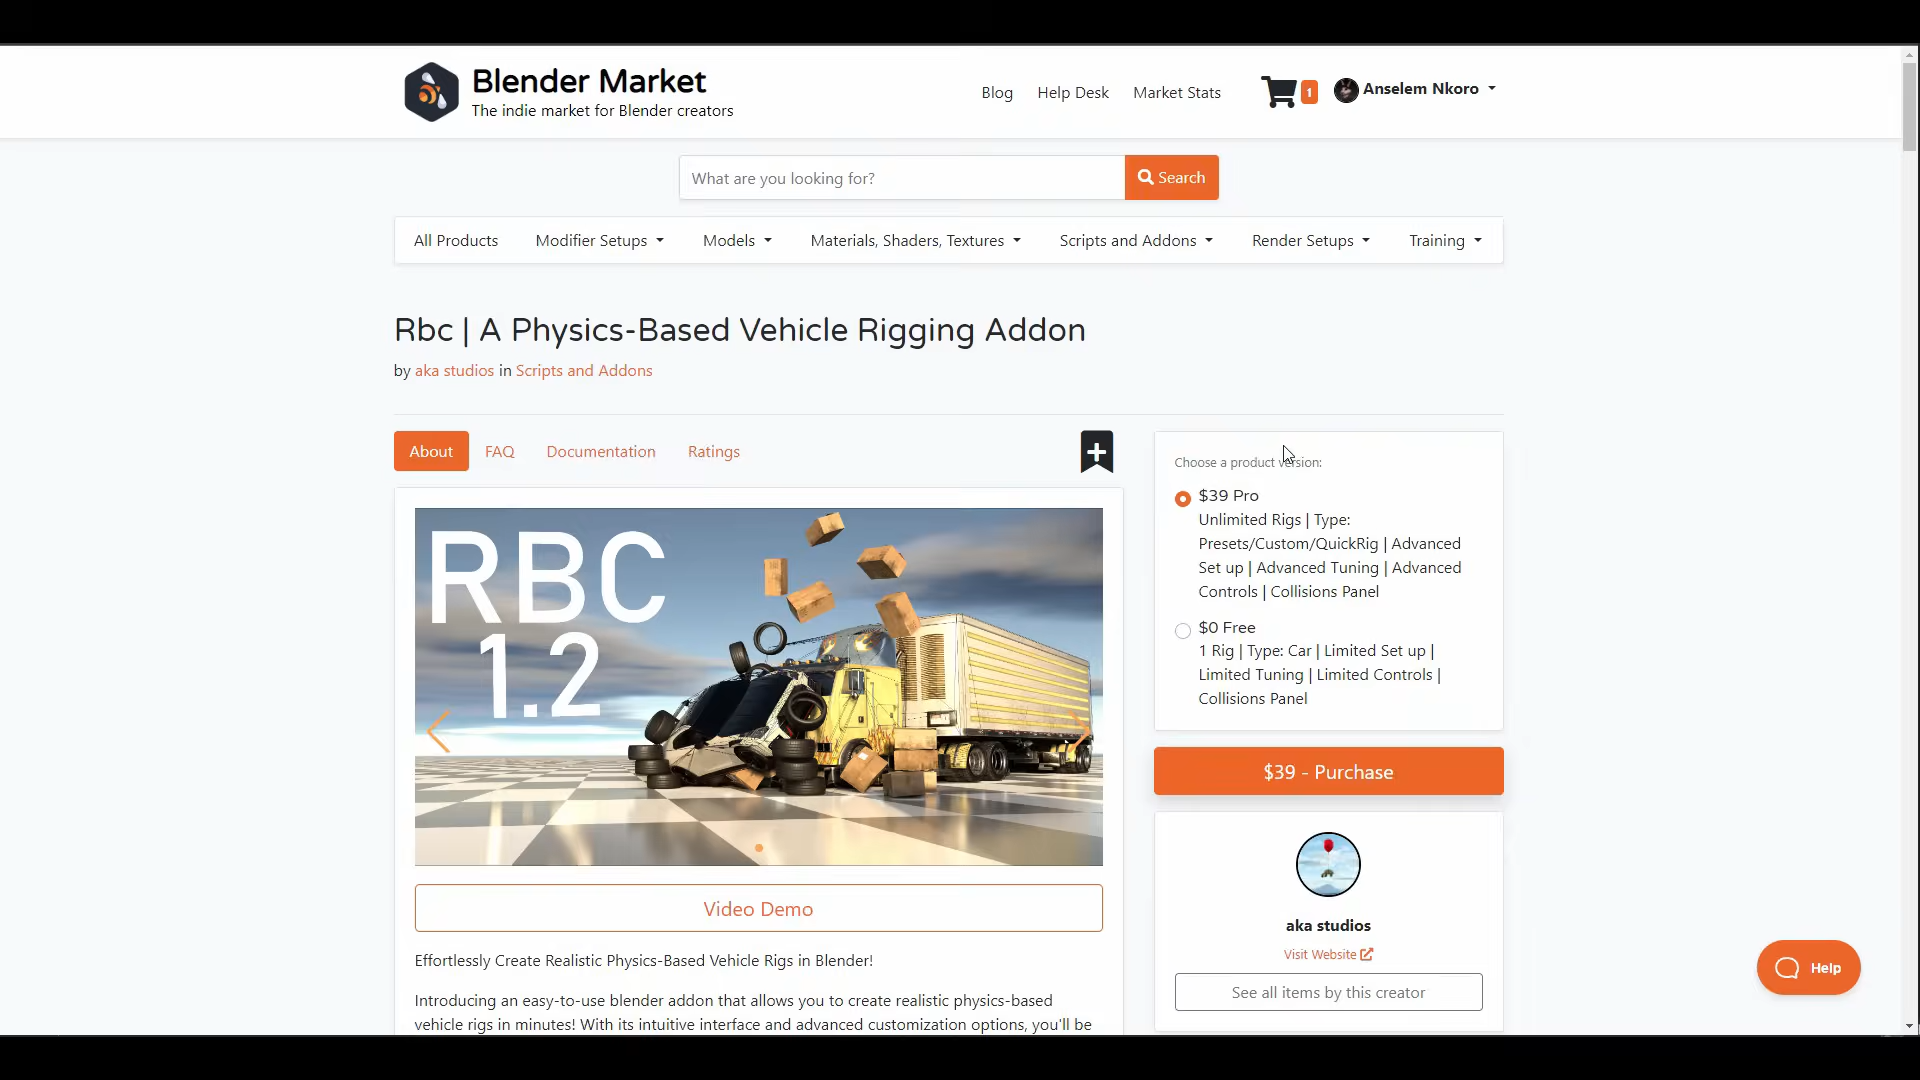 Blender Market
The indie market for Blender creators
Blog
Help Desk
Market Stats
1
Anselem Nkoro
What are you looking for?
Search
All Products
Modifier Setups
Models
Materials, Shaders, Textures
Scripts and Addons
Render Setups
Training
Rbc | A Physics-Based Vehicle Rigging Addon
by aka studios in Scripts and Addons
About
FAQ
Documentation
Ratings
RBC
1.2
Video Demo
Effortlessly Create Realistic Physics-Based Vehicle Rigs in Blender!
Introducing an easy-to-use blender addon that allows you to create realistic physics-based
vehicle rigs in minutes! With its intuitive interface and advanced customization options, you'll be
Choose a product version:
$39 Pro
Unlimited Rigs | Type:
Presets/Custom/QuickRig | Advanced
Set up | Advanced Tuning | Advanced
Controls | Collisions Panel
$0 Free
1 Rig | Type: Car | Limited Set up |
Limited Tuning | Limited Controls |
Collisions Panel
$39 - Purchase
aka studios
Visit Website
See all items by this creator
Help